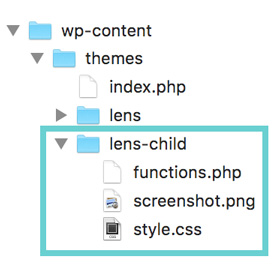 wp-content
themes
index.php
lens
lens-child
functions.php
screenshot.png
style.css